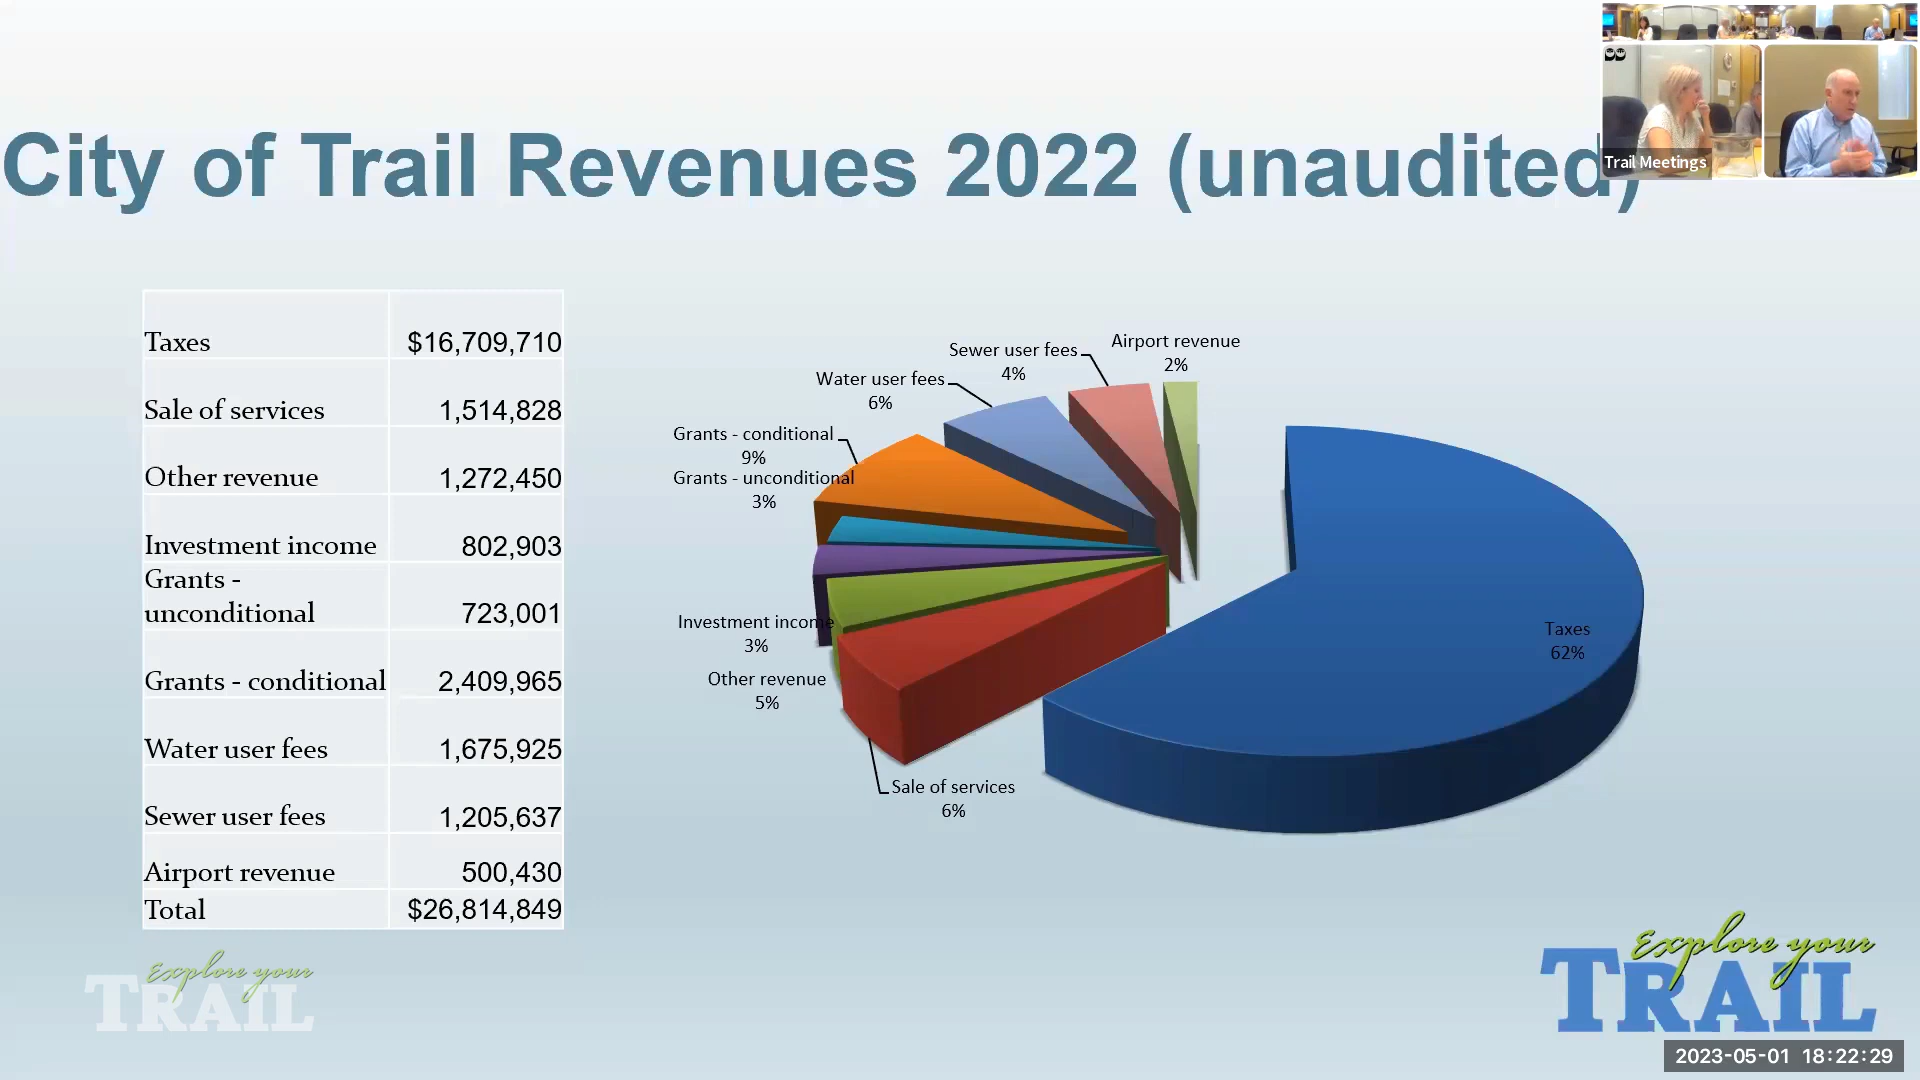 Trail Meetings
City of Trail Revenues 2022 (unaudited)
Taxes $16,709,710
Sale of services 1,514,828
Other revenue 1,272,450
Investment income 802,903
Grants -
unconditional 723,001
Grants - conditional 2,409,965
Water user fees 1,675,925
Sewer user fees 1,205,637
Airport revenue 500,430
Total $26,814,849
Airport revenue
2%
Sewer user fees
4%
Water user fees
6%
Grants - conditional
9%
Grants - unconditional
3%
Investment income
3%
Other revenue
5%
Sale of services
6%
Taxes
62%
Explore your
TRAIL
Explore your
TRAIL
2023-05-01 18:22:29